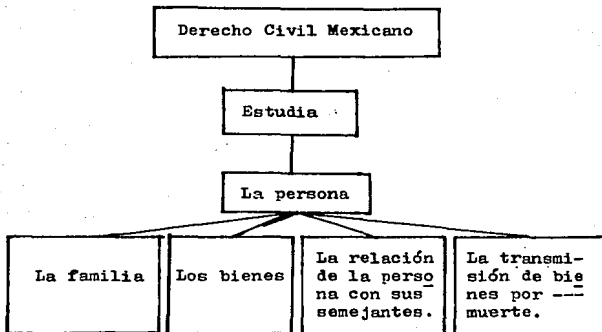 Derecho Civil Mexicano
Estudia
La persona
La familia
Los bienes
La relación
de la perso
na con sus
semejantes.
La transmi-
sión de bie
nes por ---
muerte.